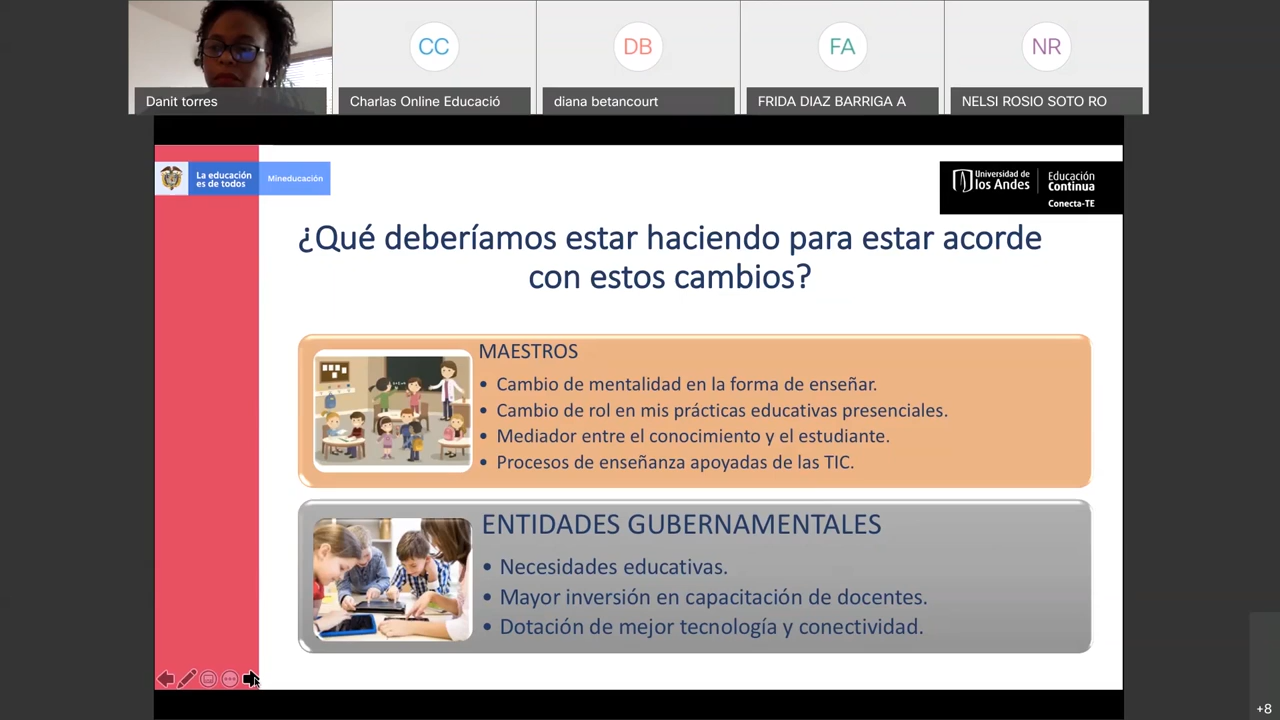 CC
DB
FA
NR
Danit torres
Charlas Online Educació
diana betancourt
FRIDA DIAZ BARRIGA A
NELSI ROSIO SOTO RO
La educación
es de todos
Mineducación
Universidad de
los Andes
Educación
Continua
Conecta-TE
¿Qué deberíamos estar haciendo para estar acorde
con estos cambios?
MAESTROS
• Cambio de mentalidad en la forma de enseñar.
• Cambio de rol en mis prácticas educativas presenciales.
• Mediador entre el conocimiento y el estudiante.
• Procesos de enseñanza apoyadas de las TIC.
ENTIDADES GUBERNAMENTALES
• Necesidades educativas.
• Mayor inversión en capacitación de docentes.
• Dotación de mejor tecnología y conectividad.
+8